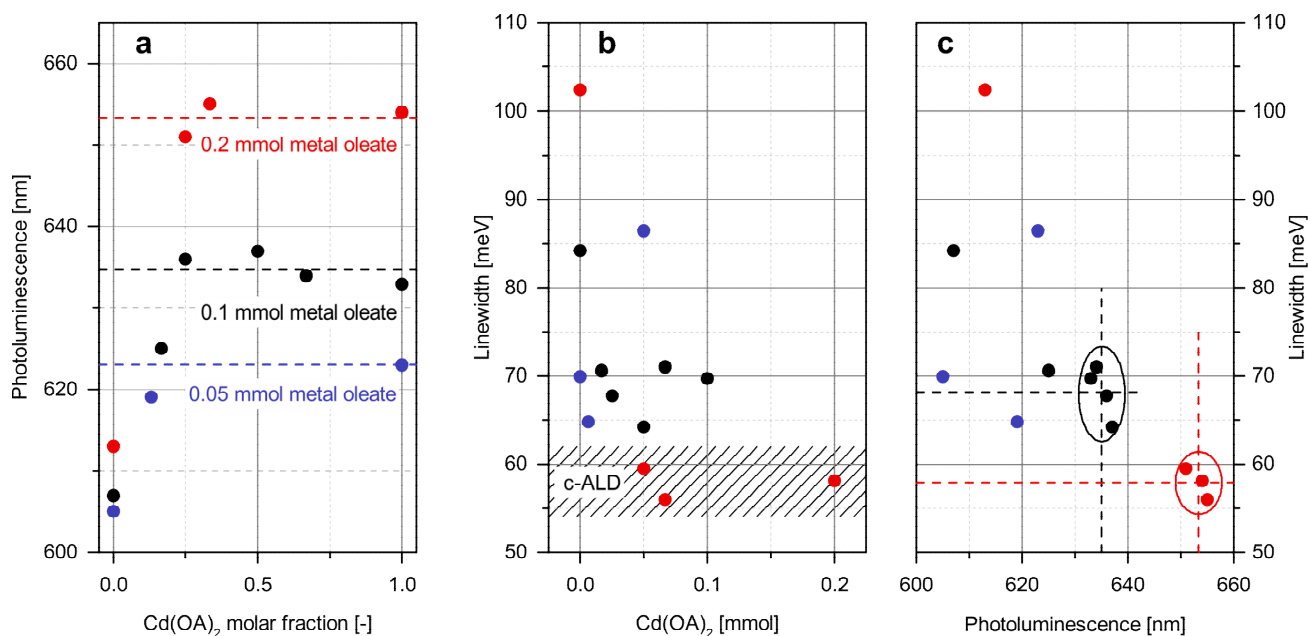 a
660
640
620
600
Photoluminescence [nm]
0.2 mmol metal oleate
0.1 mmol metal oleate
0.05 mmol metal oleate
0.0
0.5
1.0
Cd(OA)2 molar fraction [-]
b
110
100
90
80
70
60
50
Linewidth [meV]
c-ALD
0.0
0.1
0.2
Cd(OA)2 [mmol]
c
110
100
90
80
70
60
50
Linewidth [meV]
600
620
640
660
Photoluminescence [nm]